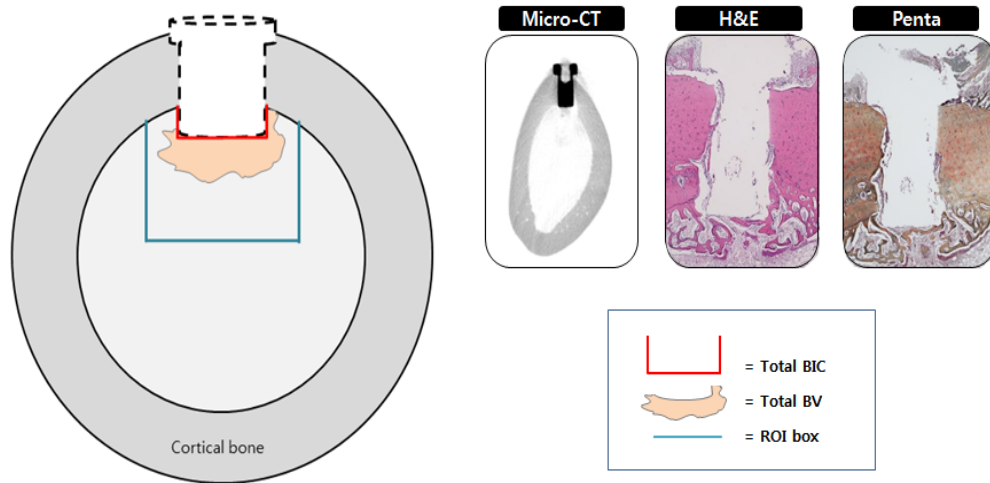 Micro-CT
H&E
Penta
Cortical bone
= Total BIC
= Total BV
= ROI box